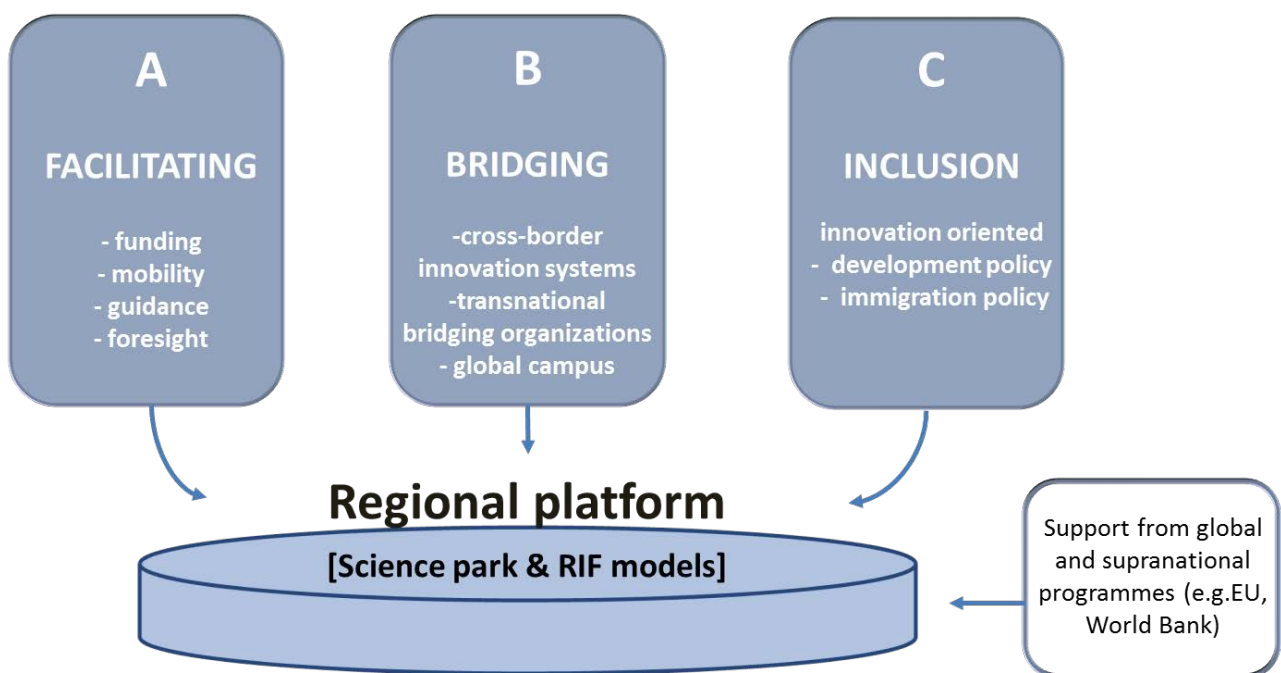 A
FACILITATING
- funding
- mobility
- guidance
- foresight
B
BRIDGING
-cross-border
innovation systems
-transnational
bridging organizations
- global campus
C
INCLUSION
innovation oriented
- development policy
- immigration policy
Regional platform
[Science park & RIF models]
Support from global
and supranational
programmes (e.g.EU,
World Bank)